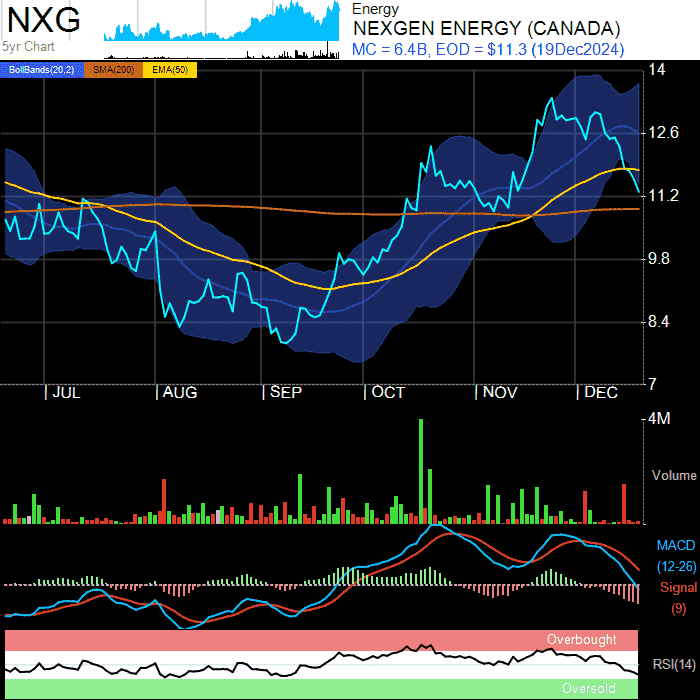 NXG
5yr Chart
Energy
NEXGEN ENERGY (CANADA)
MC = 6.4B, EOD = $11.3 (19Dec2024)
BollBands(20,2) SMA(200) EMA(50)
14
12.6
11.2
9.8
8.4
7
JUL AUG SEP OCT NOV DEC
4M
Volume
MACD
(12-26)
Signal
(9)
Overbought
RSI(14)
Oversold